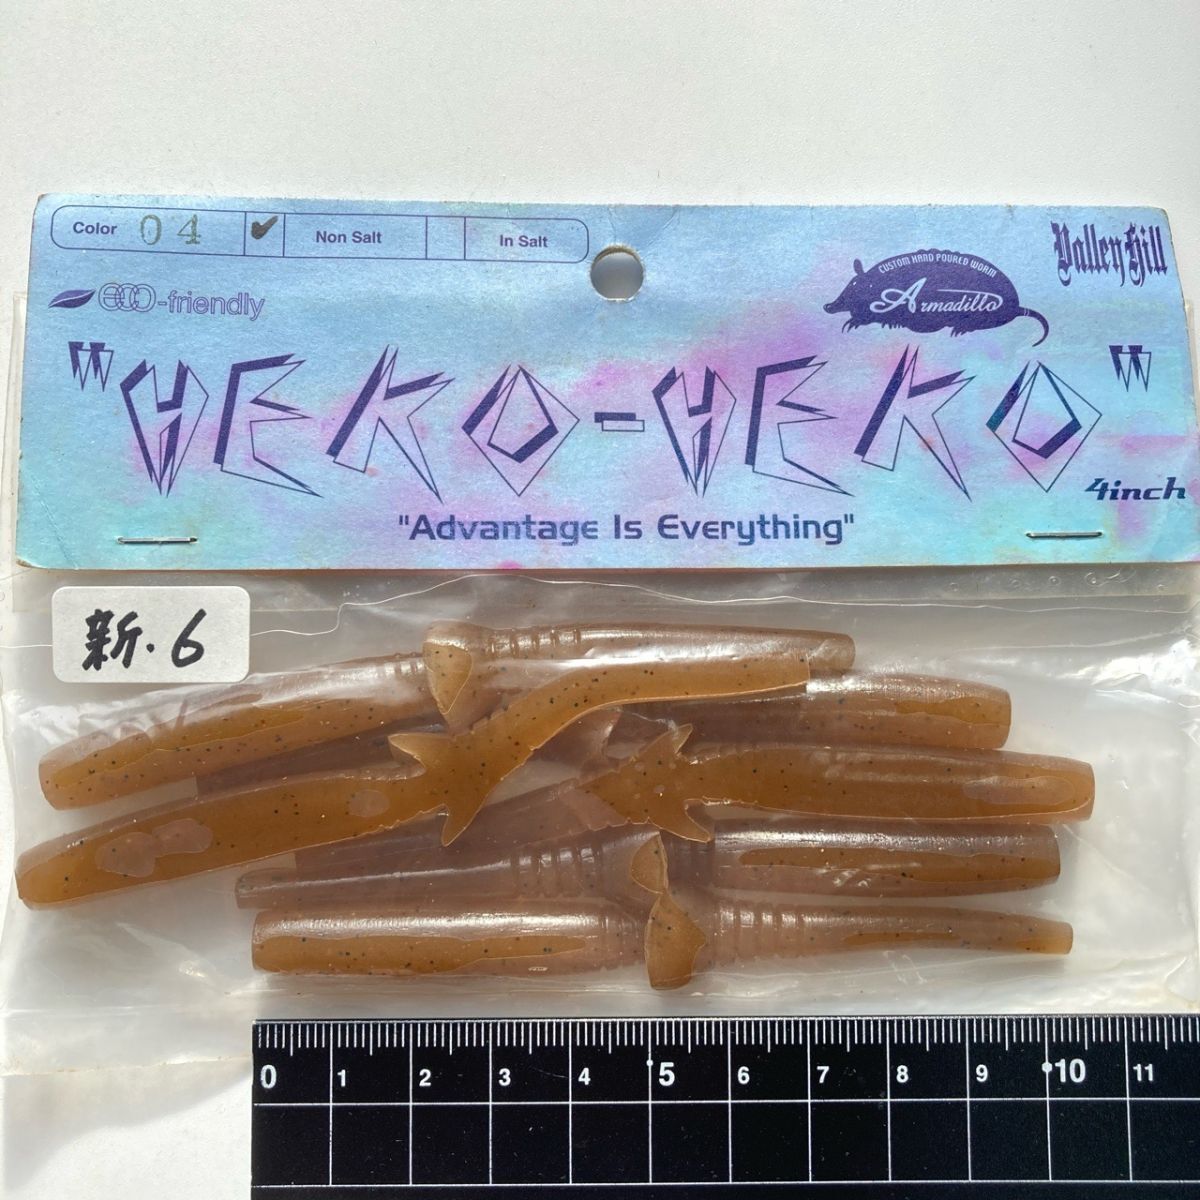 Color 04 ✓ Non Salt In Salt
eco-friendly
CUSTOM HAND POURED WORM
Armadillo
Valley Hill
"HEKO-HEKO"
4inch
"Advantage Is Everything"
新.6
0 1 2 3 4 5 6 7 8 9 10 11